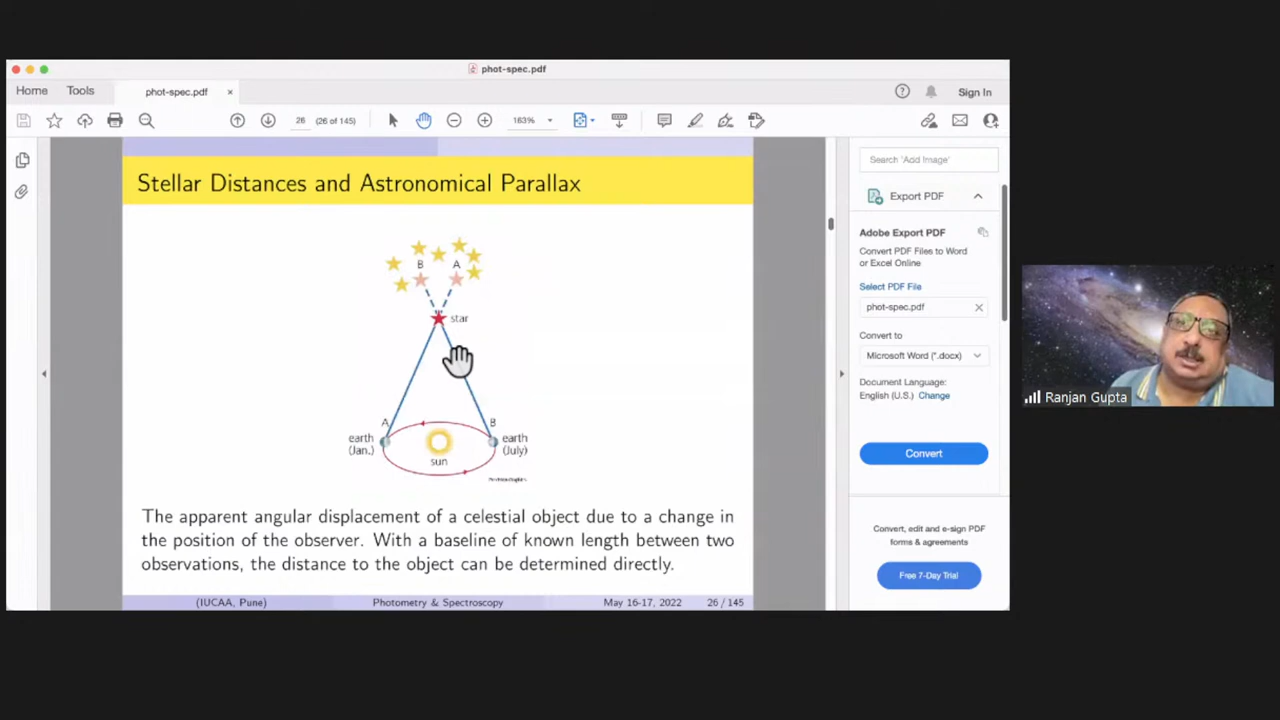 phot-spec.pdf
Home Tools phot-spec.pdf × Sign In
26 (26 of 145) 163%
Stellar Distances and Astronomical Parallax
B A
star
A B
earth (Jan.)
earth (July)
sun
The apparent angular displacement of a celestial object due to a change in
the position of the observer. With a baseline of known length between two
observations, the distance to the object can be determined directly.
(IUCAA, Pune) Photometry & Spectroscopy May 16-17, 2022 26 / 145
Search 'Add Image'
Export PDF
Adobe Export PDF
Convert PDF Files to Word
or Excel Online
Select PDF File
phot-spec.pdf
Convert to
Microsoft Word (*.docx)
Document Language:
English (U.S.) Change
Convert
Convert, edit and e-sign PDF
forms & agreements
Free 7-Day Trial
Ranjan Gupta